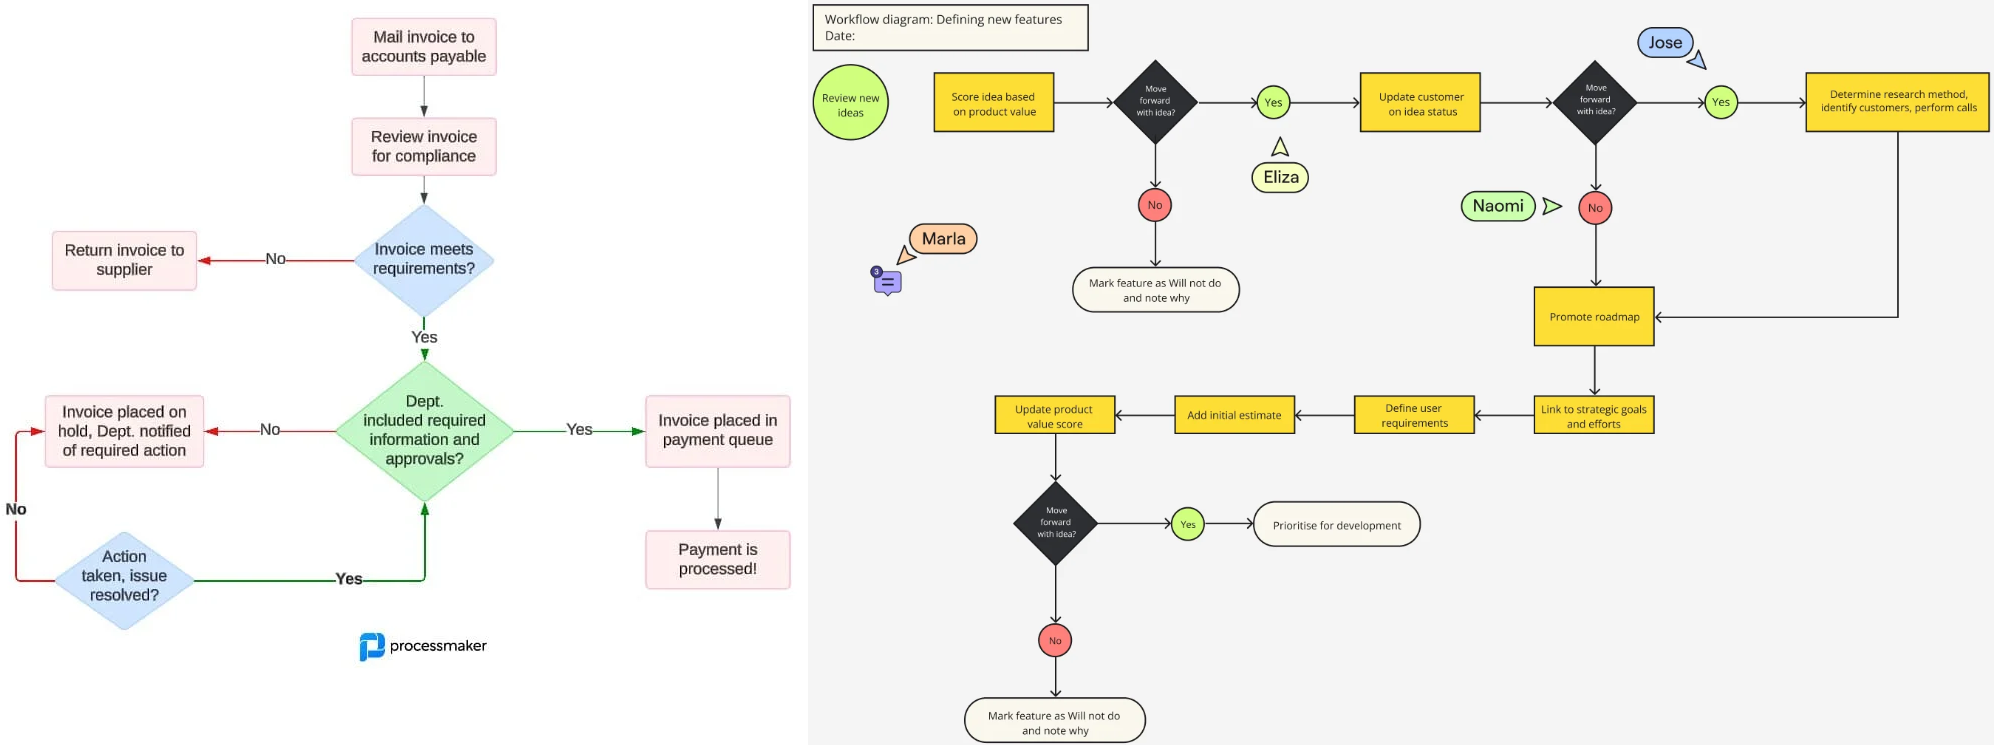 Mail invoice to
accounts payable
Review invoice
for compliance
Invoice meets
requirements?
No
Return invoice to
supplier
Yes
Dept.
included required
information and
approvals?
No
Invoice placed on
hold, Dept. notified
of required action
Yes
Invoice placed in
payment queue
No
Action
taken, issue
resolved?
Yes
Payment is
processed!
processmaker
Workflow diagram: Defining new features
Date:
Review new
ideas
Score idea based
on product value
Move
forward
with idea?
Yes
Update customer
on idea status
Move
forward
with idea?
Jose
Yes
Determine research method,
identify customers, perform calls
Eliza
No
Naomi
No
Marla
3
Mark feature as Will not do
and note why
Promote roadmap
Update product
value score
Add initial estimate
Define user
requirements
Link to strategic goals
and efforts
Move
forward
with idea?
Yes
Prioritise for development
No
Mark feature as Will not do
and note why